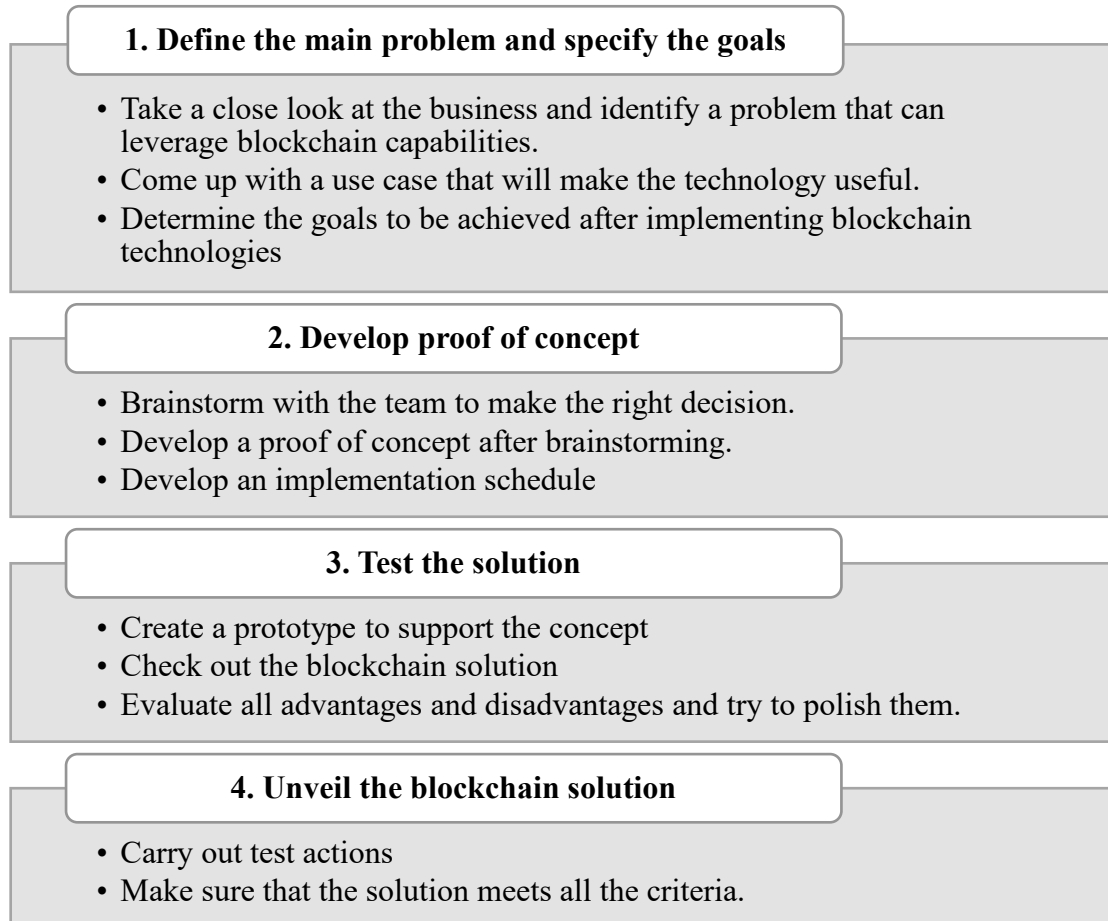 1. Define the main problem and specify the goals
• Take a close look at the business and identify a problem that can
leverage blockchain capabilities.
• Come up with a use case that will make the technology useful.
• Determine the goals to be achieved after implementing blockchain
technologies
2. Develop proof of concept
• Brainstorm with the team to make the right decision.
• Develop a proof of concept after brainstorming.
• Develop an implementation schedule
3. Test the solution
• Create a prototype to support the concept
• Check out the blockchain solution
• Evaluate all advantages and disadvantages and try to polish them.
4. Unveil the blockchain solution
• Carry out test actions
• Make sure that the solution meets all the criteria.